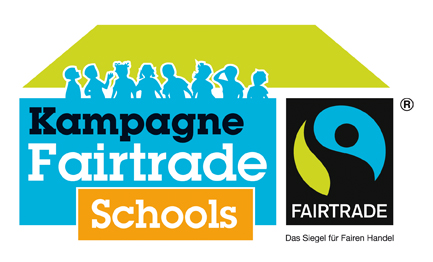 Kampagne
Fairtrade
Schools
®
FAIRTRADE
Das Siegel für Fairen Handel